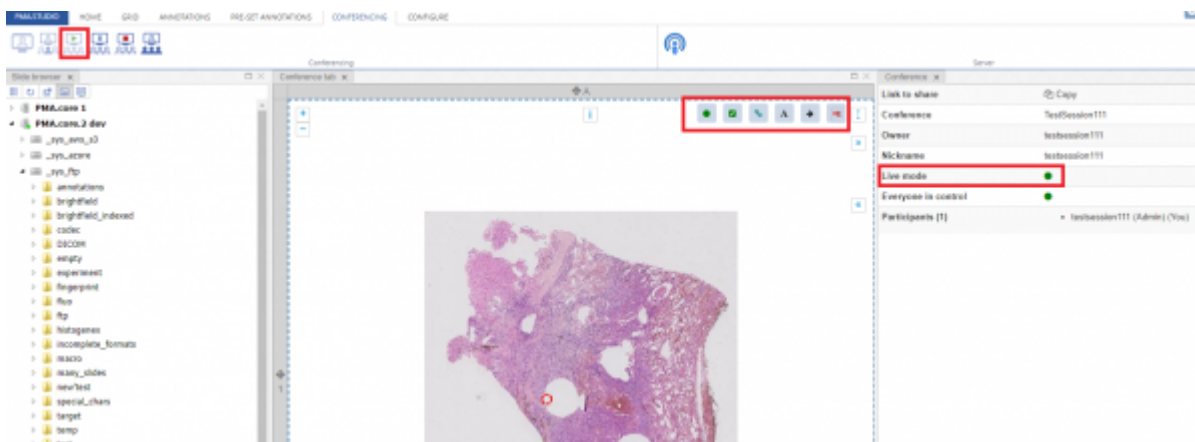 PMA.STUDIO HOME GRID ANNOTATIONS PRE-SET ANNOTATIONS CONFERENCING CONFIGURE
Conferencing
Server
Slide browser x
Conference tab x
Conference x
A
PMA.core 1
PMA.core.2 dev
_sys_aws_s3
_sys_azure
_sys_ftp
annotations
brightfield
brightfield_indexed
codec
DICOM
empty
experiment
fingerprint
fluo
ftp
histogenes
incomplete_formats
macro
many_slides
newTest
special_chars
target
temp
+
-
i
A
1
Link to share Copy
Conference TestSession111
Owner testsession111
Nickname testsession111
Live mode
Everyone in control
Participants (1) testsession111 (Admin) (You)